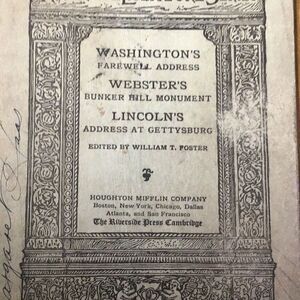 WASHINGTON'S
FAREWELL ADDRESS
WEBSTER'S
BUNKER HILL MONUMENT
LINCOLN'S
ADDRESS AT GETTYSBURG
EDITED BY WILLIAM T. FOSTER
HOUGHTON MIFFLIN COMPANY
Boston, New York, Chicago, Dallas
Atlanta, and San Francisco
The Riverside Press Cambridge